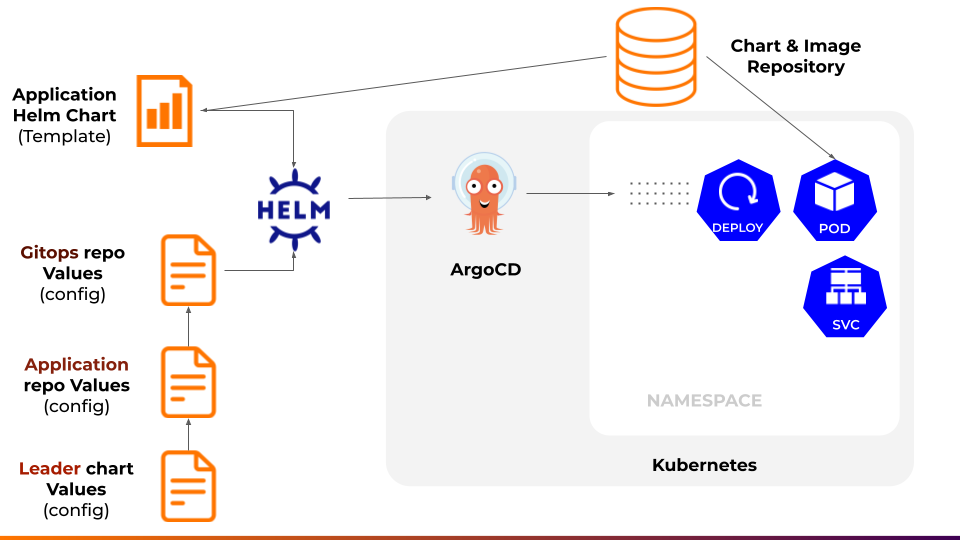 Chart & Image
Repository
Application
Helm Chart
(Template)
HELM
DEPLOY
POD
Gitops repo
Values
(config)
ArgoCD
SVC
Application
repo Values
(config)
NAMESPACE
Leader chart
Values
(config)
Kubernetes